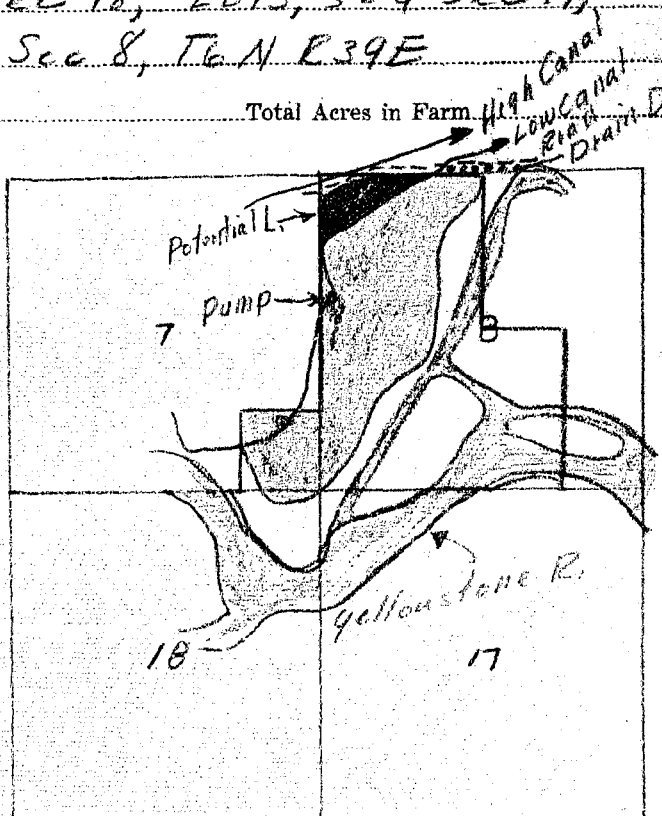 Sec 8, T6N R39E
Total Acres in Farm
High Canal
Low Canal
Road
Drain D
Potential L.
Pump
7
8
Yellowstone R.
18
17